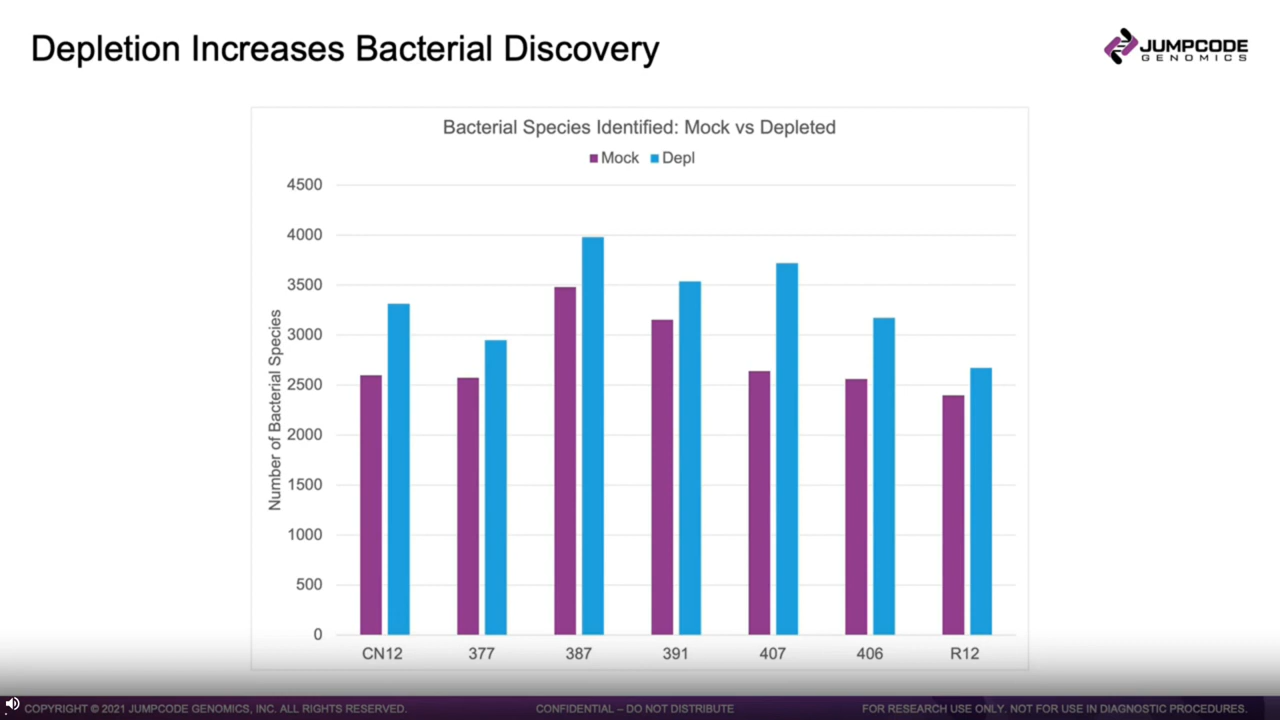 Depletion Increases Bacterial Discovery
JUMPCODE
GENOMICS
Bacterial Species Identified: Mock vs Depleted
Mock Depl
Number of Bacterial Species
4500
4000
3500
3000
2500
2000
1500
1000
500
0
CN12 377 387 391 407 406 R12
COPYRIGHT © 2021 JUMPCODE GENOMICS, INC. ALL RIGHTS RESERVED. CONFIDENTIAL – DO NOT DISTRIBUTE FOR RESEARCH USE ONLY. NOT FOR USE IN DIAGNOSTIC PROCEDURES.